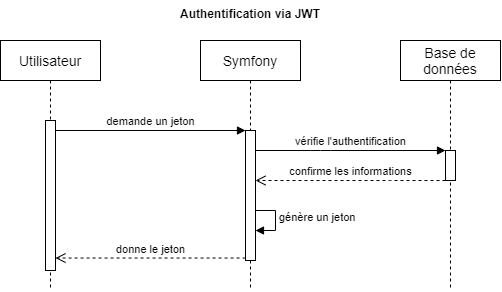 Authentification via JWT
Utilisateur
Symfony
Base de
données
demande un jeton
vérifie l'authentification
confirme les informations
génère un jeton
donne le jeton